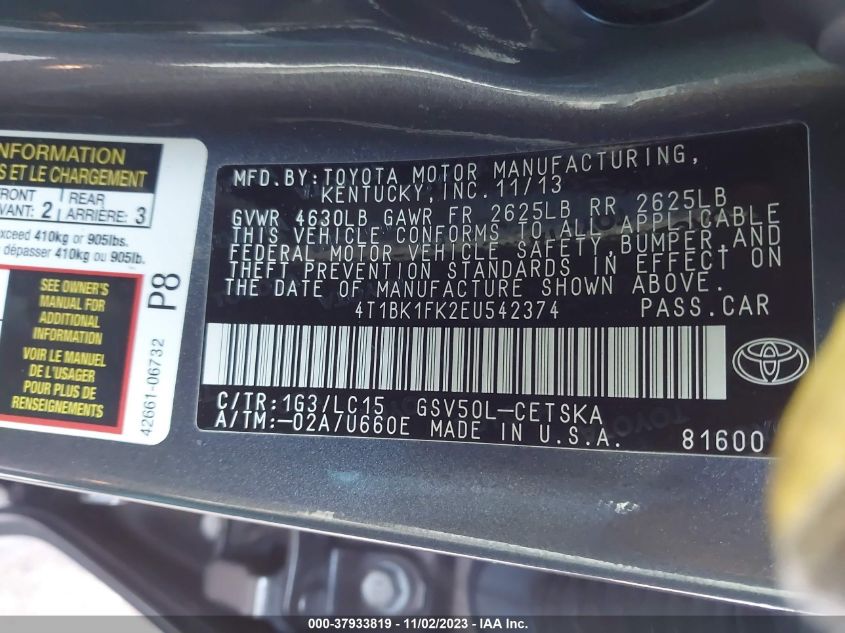 INFORMATION
S ET LE CHARGEMENT
FRONT
VANT: 2
REAR
ARRIÈRE: 3
exceed 410kg or 905lbs.
dépasser 410kg ou 905lb.
SEE OWNER'S
MANUAL FOR
ADDITIONAL
INFORMATION
VOIR LE MANUEL
DE L'USAGER
POUR PLUS DE
RENSEIGNEMENTS
P8
42661-06732
MFD.BY:TOYOTA MOTOR MANUFACTURING,
KENTUCKY,INC.11/13
GVWR 4630LB GAWR FR 2625LB RR 2625LB
THIS VEHICLE CONFORMS TO ALL APPLICABLE
FEDERAL MOTOR VEHICLE SAFETY,BUMPER,AND
THEFT PREVENTION STANDARDS IN EFFECT ON
THE DATE OF MANUFACTURE SHOWN ABOVE.
4T1BK1FK2EU542374 PASS.CAR
C/TR:1G3/LC15 GSV50L-CETSKA
A/TM:-02A/U660E MADE IN U.S.A. 81600
000-37933819 - 11/02/2023 - IAA Inc.